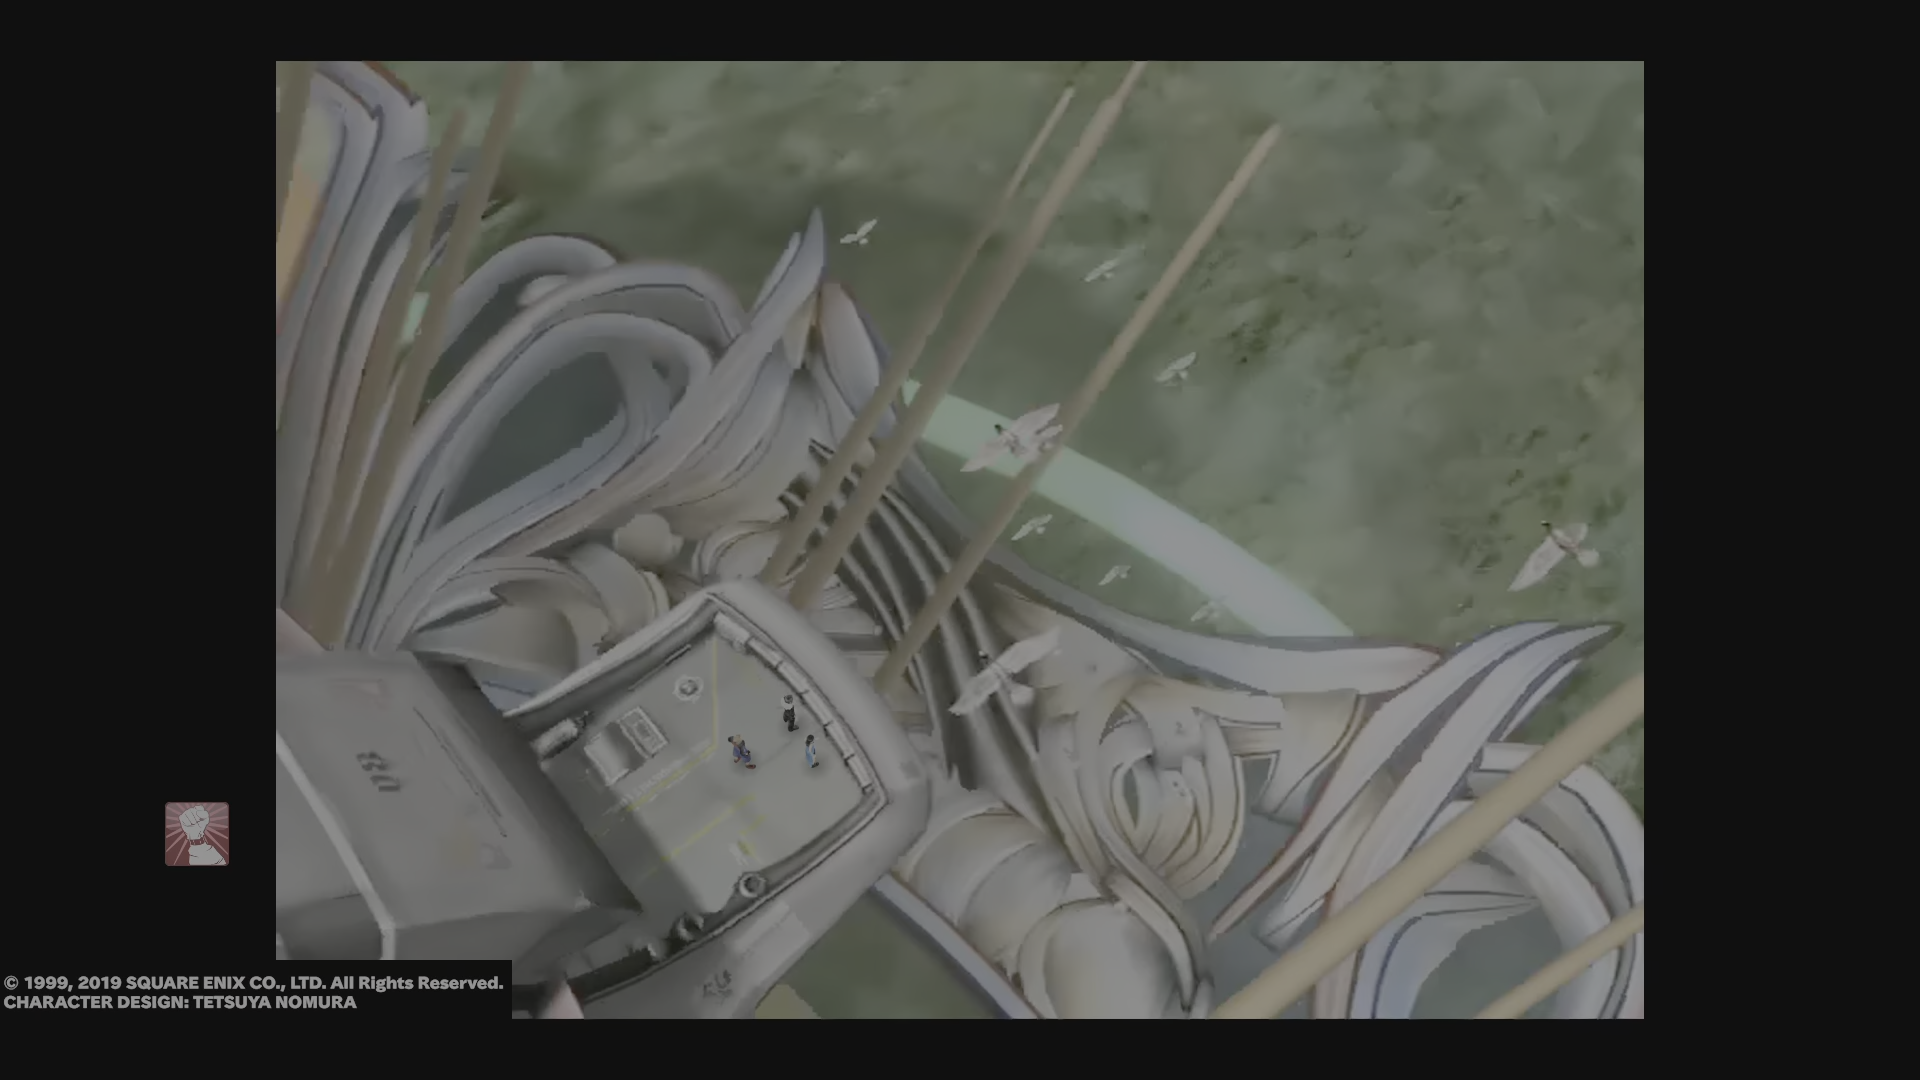 © 1999, 2019 SQUARE ENIX CO., LTD. All Rights Reserved.
CHARACTER DESIGN: TETSUYA NOMURA